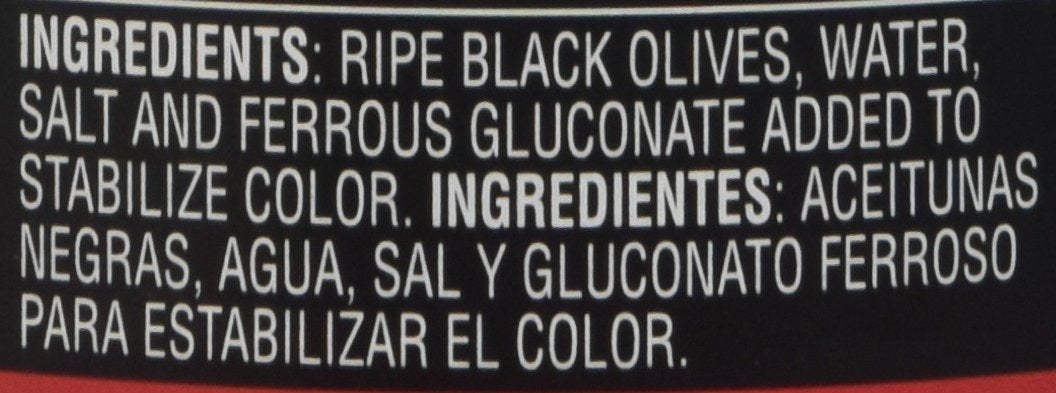 INGREDIENTS: RIPE BLACK OLIVES, WATER,
SALT AND FERROUS GLUCONATE ADDED TO
STABILIZE COLOR. INGREDIENTES: ACEITUNAS
NEGRAS, AGUA, SAL Y GLUCONATO FERROSO
PARA ESTABILIZAR EL COLOR.